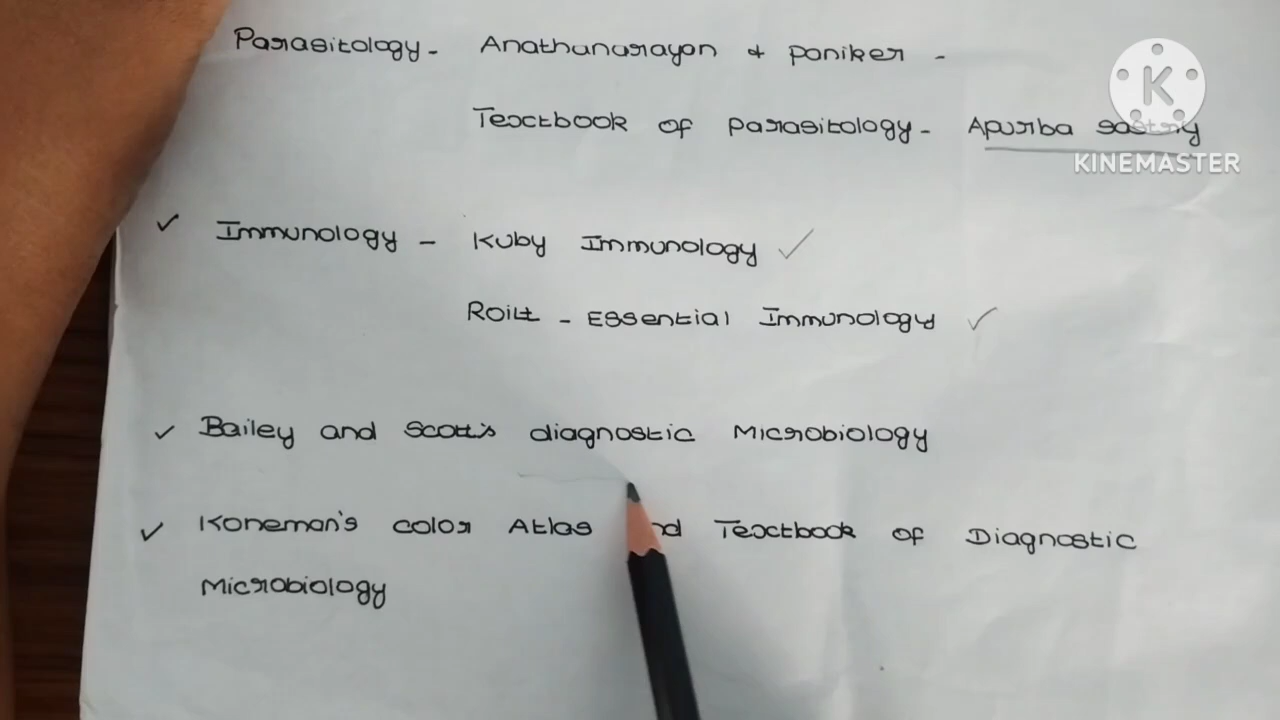 Parasitology - Anathanarayan & Paniker -
K
Textbook of Parasitology - Apurba Sastry
KINEMASTER
✓ Immunology - Kuby Immunology ✓
Roitt - Essential Immunology ✓
✓ Bailey and Scott's diagnostic Microbiology
✓ Koneman's color Atlas nd Textbook of Diagnostic
Microbiology